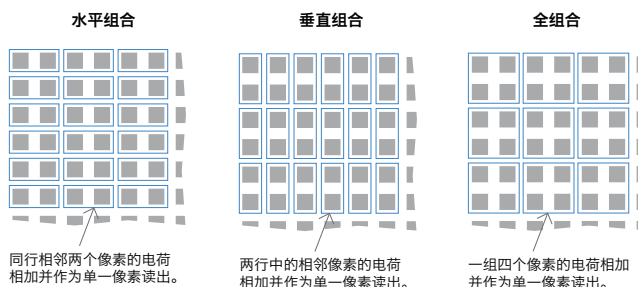 水平组合
垂直组合
全组合
同行相邻两个像素的电荷
相加并作为单一像素读出。
两行中的相邻像素的电荷
相加并作为单一像素读出。
一组四个像素的电荷相加
并作为单一像素读出。